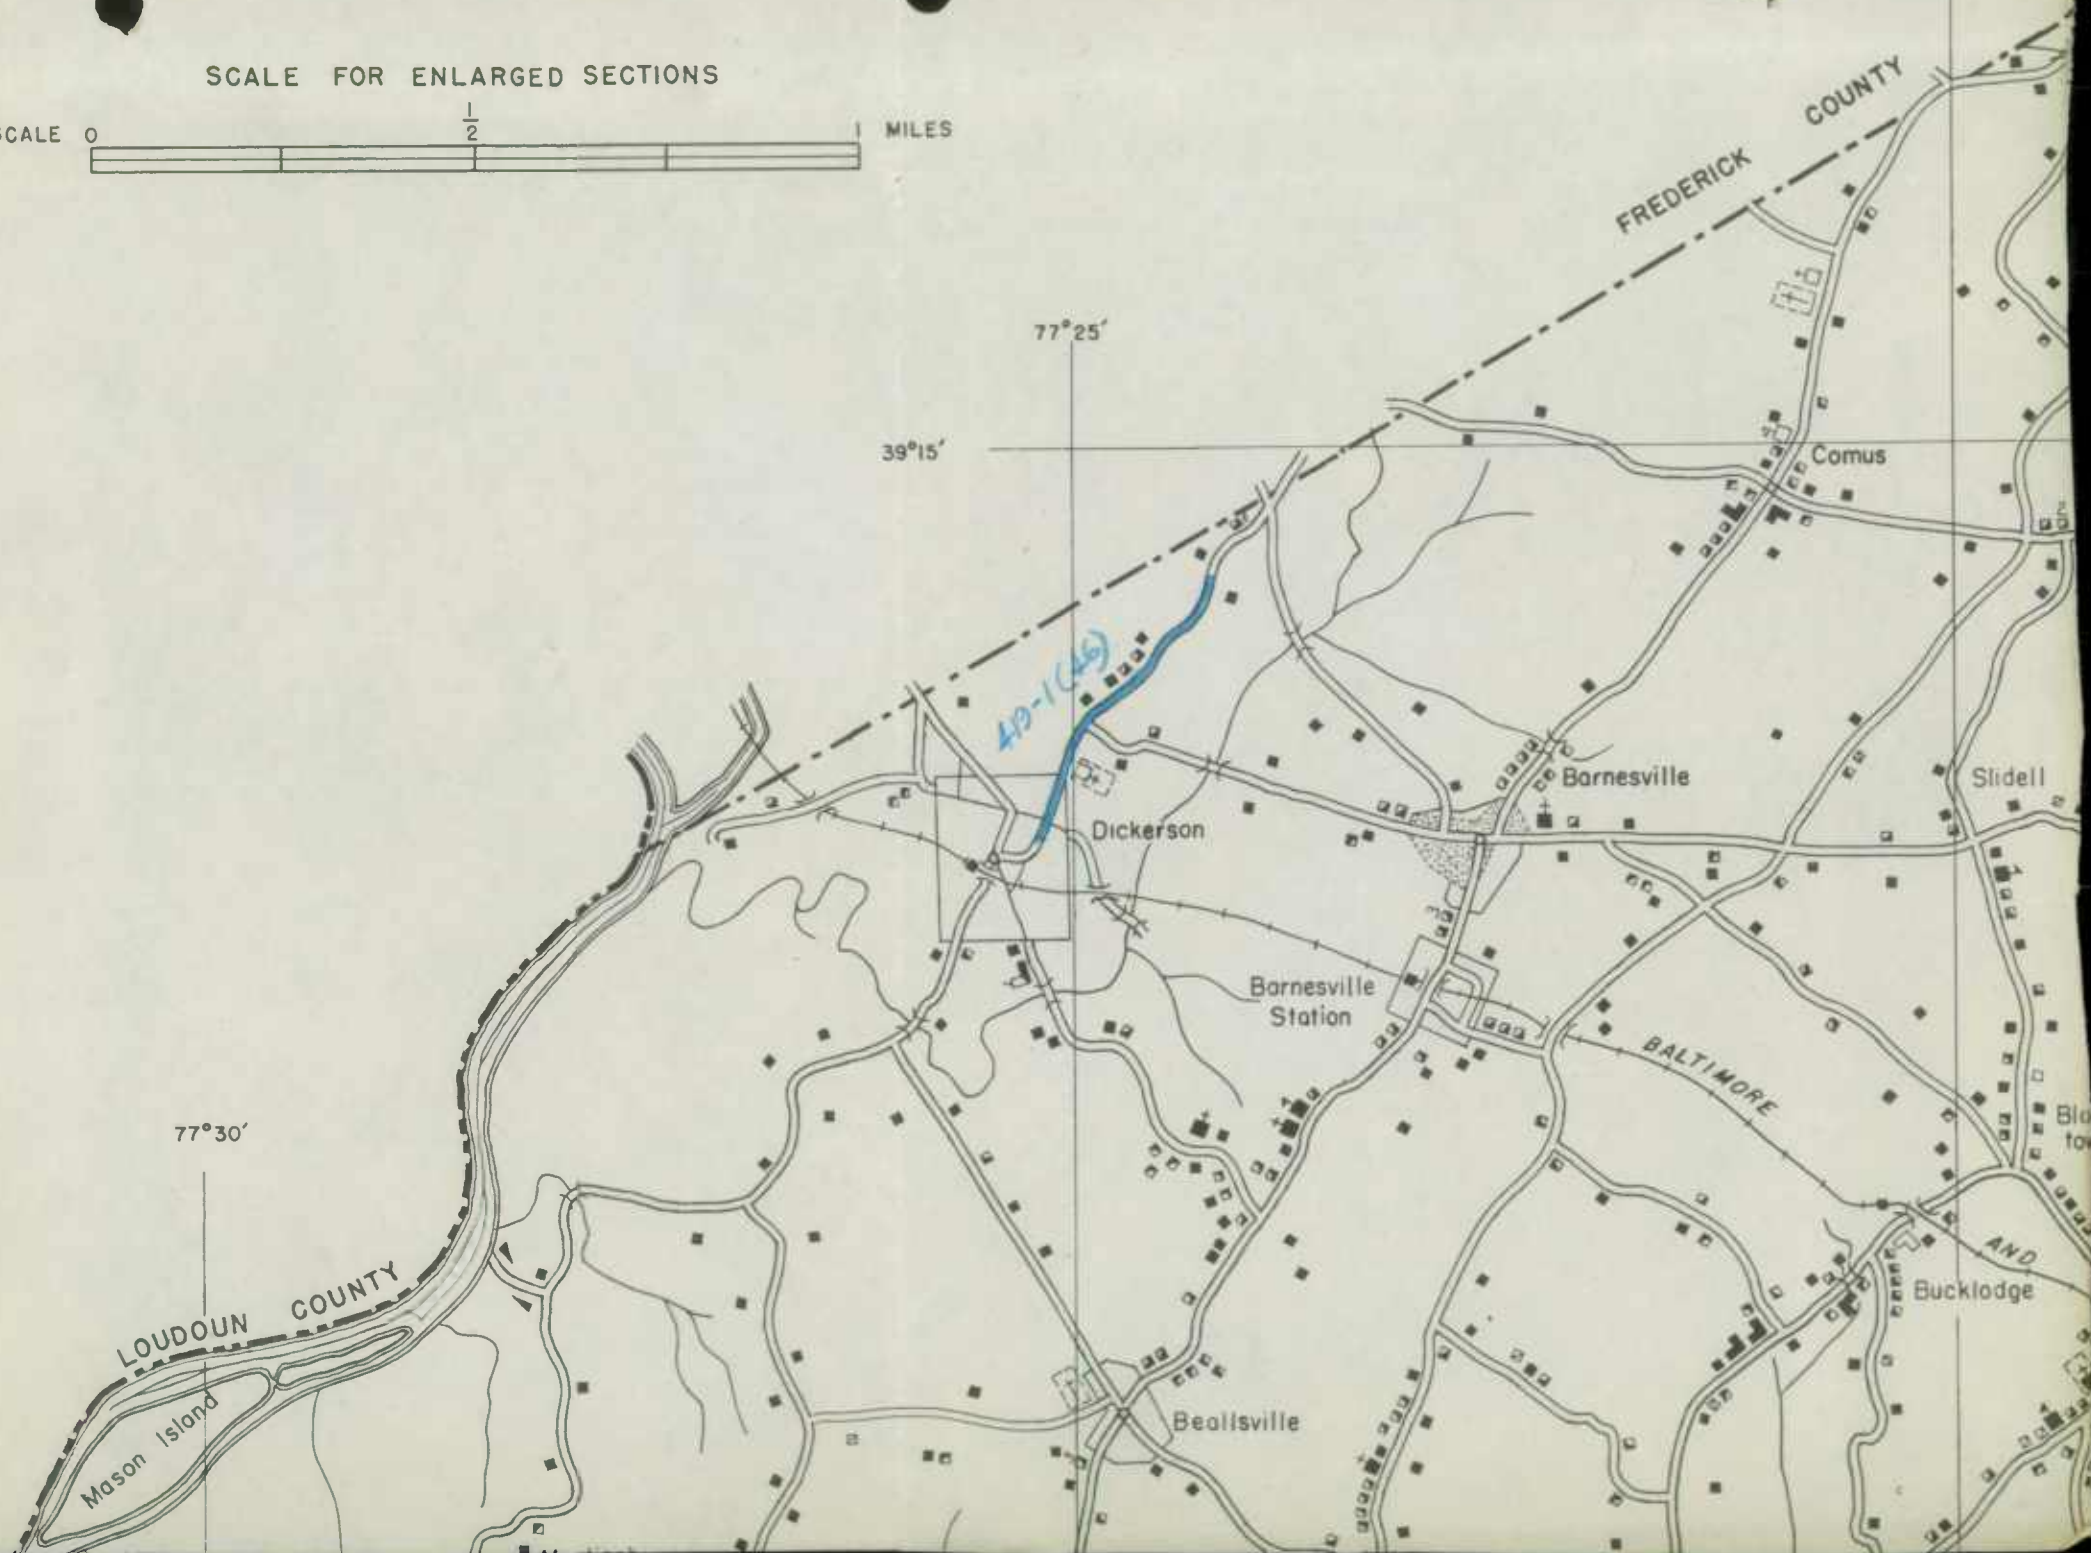 SCALE FOR ENLARGED SECTIONS
SCALE 0 1/2 1 MILES
FREDERICK COUNTY
77°25′
39°15′
Comus
413-1(46)
Barnesville
Slidell
Dickerson
Barnesville
Station
BALTIMORE
77°30′
AND
LOUDOUN COUNTY
Bucklodge
Mason Island
Beallsville